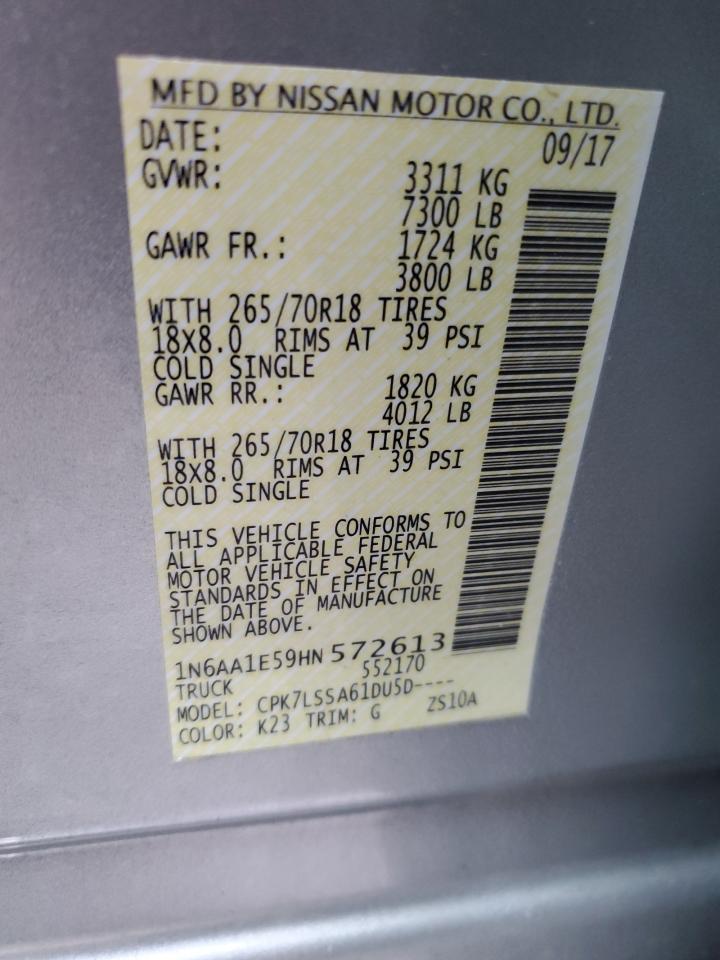 MFD BY NISSAN MOTOR CO., LTD.
DATE: 09/17
GVWR: 3311 KG
7300 LB
GAWR FR.: 1724 KG
3800 LB
WITH 265/70R18 TIRES
18X8.0 RIMS AT 39 PSI
COLD SINGLE
GAWR RR.: 1820 KG
4012 LB
WITH 265/70R18 TIRES
18X8.0 RIMS AT 39 PSI
COLD SINGLE
THIS VEHICLE CONFORMS TO
ALL APPLICABLE FEDERAL
MOTOR VEHICLE SAFETY
STANDARDS IN EFFECT ON
THE DATE OF MANUFACTURE
SHOWN ABOVE.
1N6AA1E59HN572613
TRUCK 552170
MODEL: CPK7LSSA61DU5D----
COLOR: K23 TRIM: G ZS10A